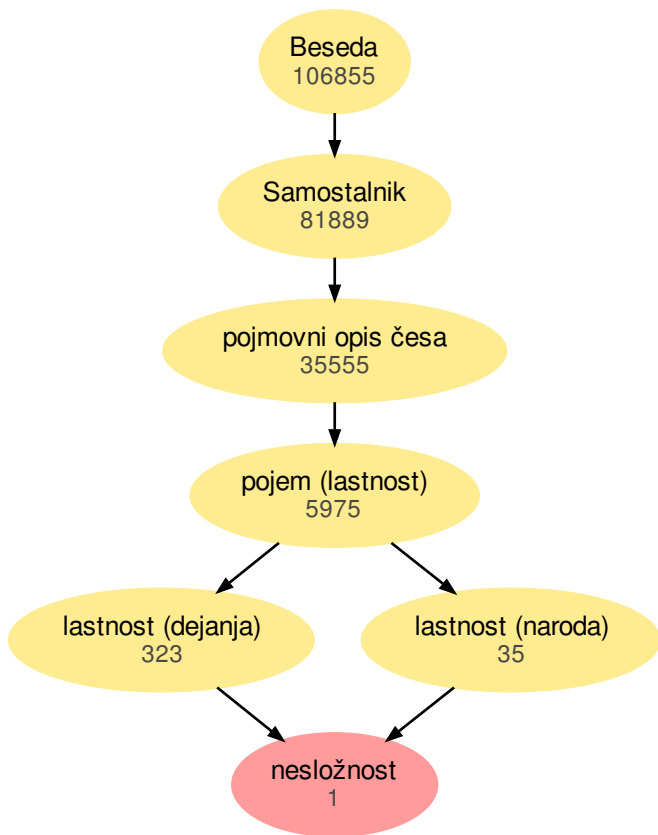 Beseda
106855
Samostalnik
81889
pojmovni opis česa
35555
pojem (lastnost)
5975
lastnost (dejanja)
323
lastnost (naroda)
35
nesložnost
1